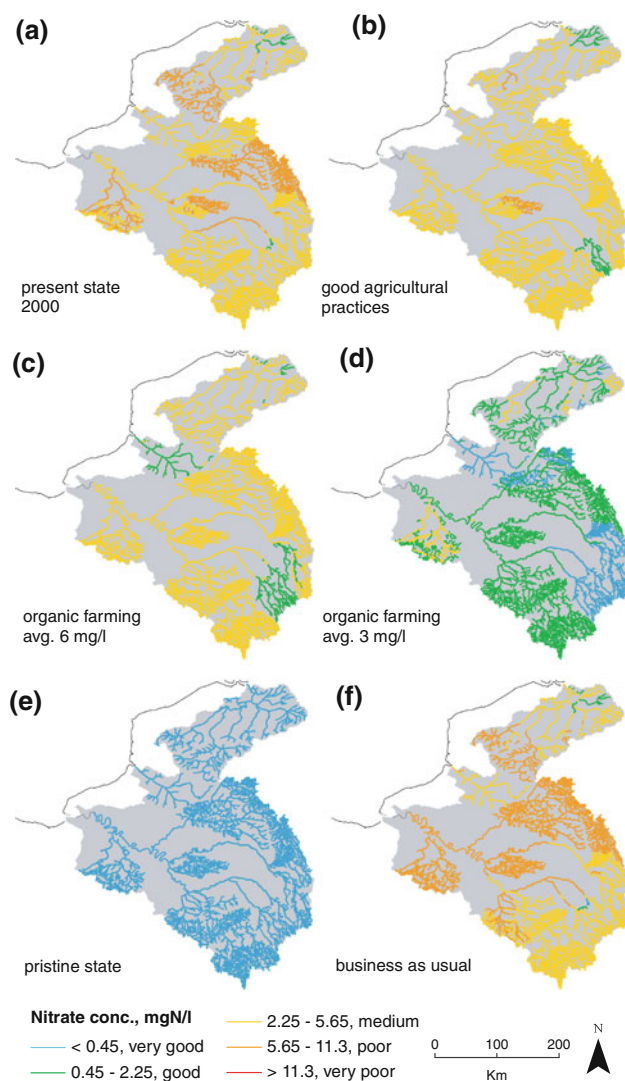 (a)
(b)
present state
2000
good agricultural
practices
(c)
(d)
organic farming
avg. 6 mg/l
organic farming
avg. 3 mg/l
(e)
(f)
pristine state
business as usual
Nitrate conc., mgN/l
< 0.45, very good
0.45 - 2.25, good
2.25 - 5.65, medium
5.65 - 11.3, poor
> 11.3, very poor
0 100 200
Km
N